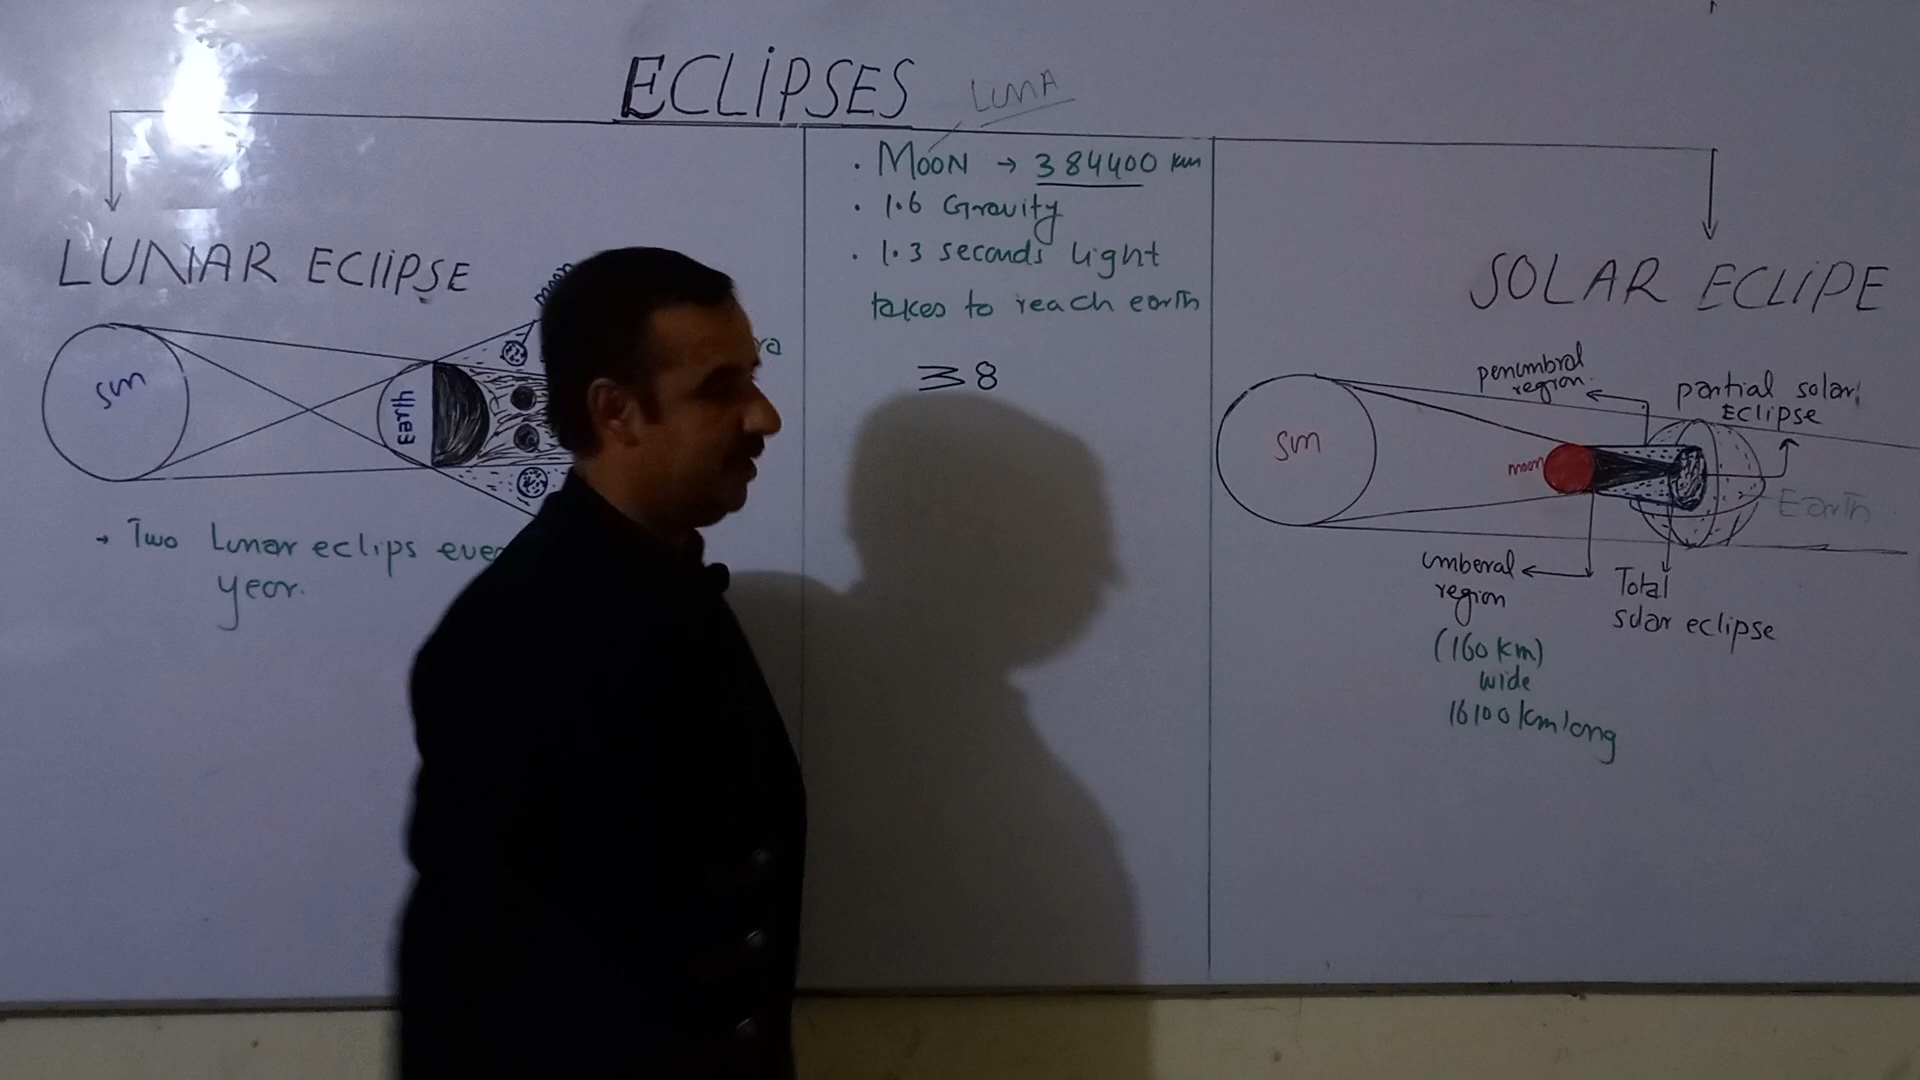 ECLiPSES
LUNA
. MOON → 384400 km
. 1.6 Gravity
. 1.3 seconds light
takes to reach earth
38
LUNAR EClIPSE
sun
Earth
moon
→ Two Lunar eclips
year.
SOLAR ECLiPE
penumbral
region
partial solar
Eclipse
sun
moon
Earth
umberal
region
(160 km)
wide
16100 km long
Total
solar eclipse